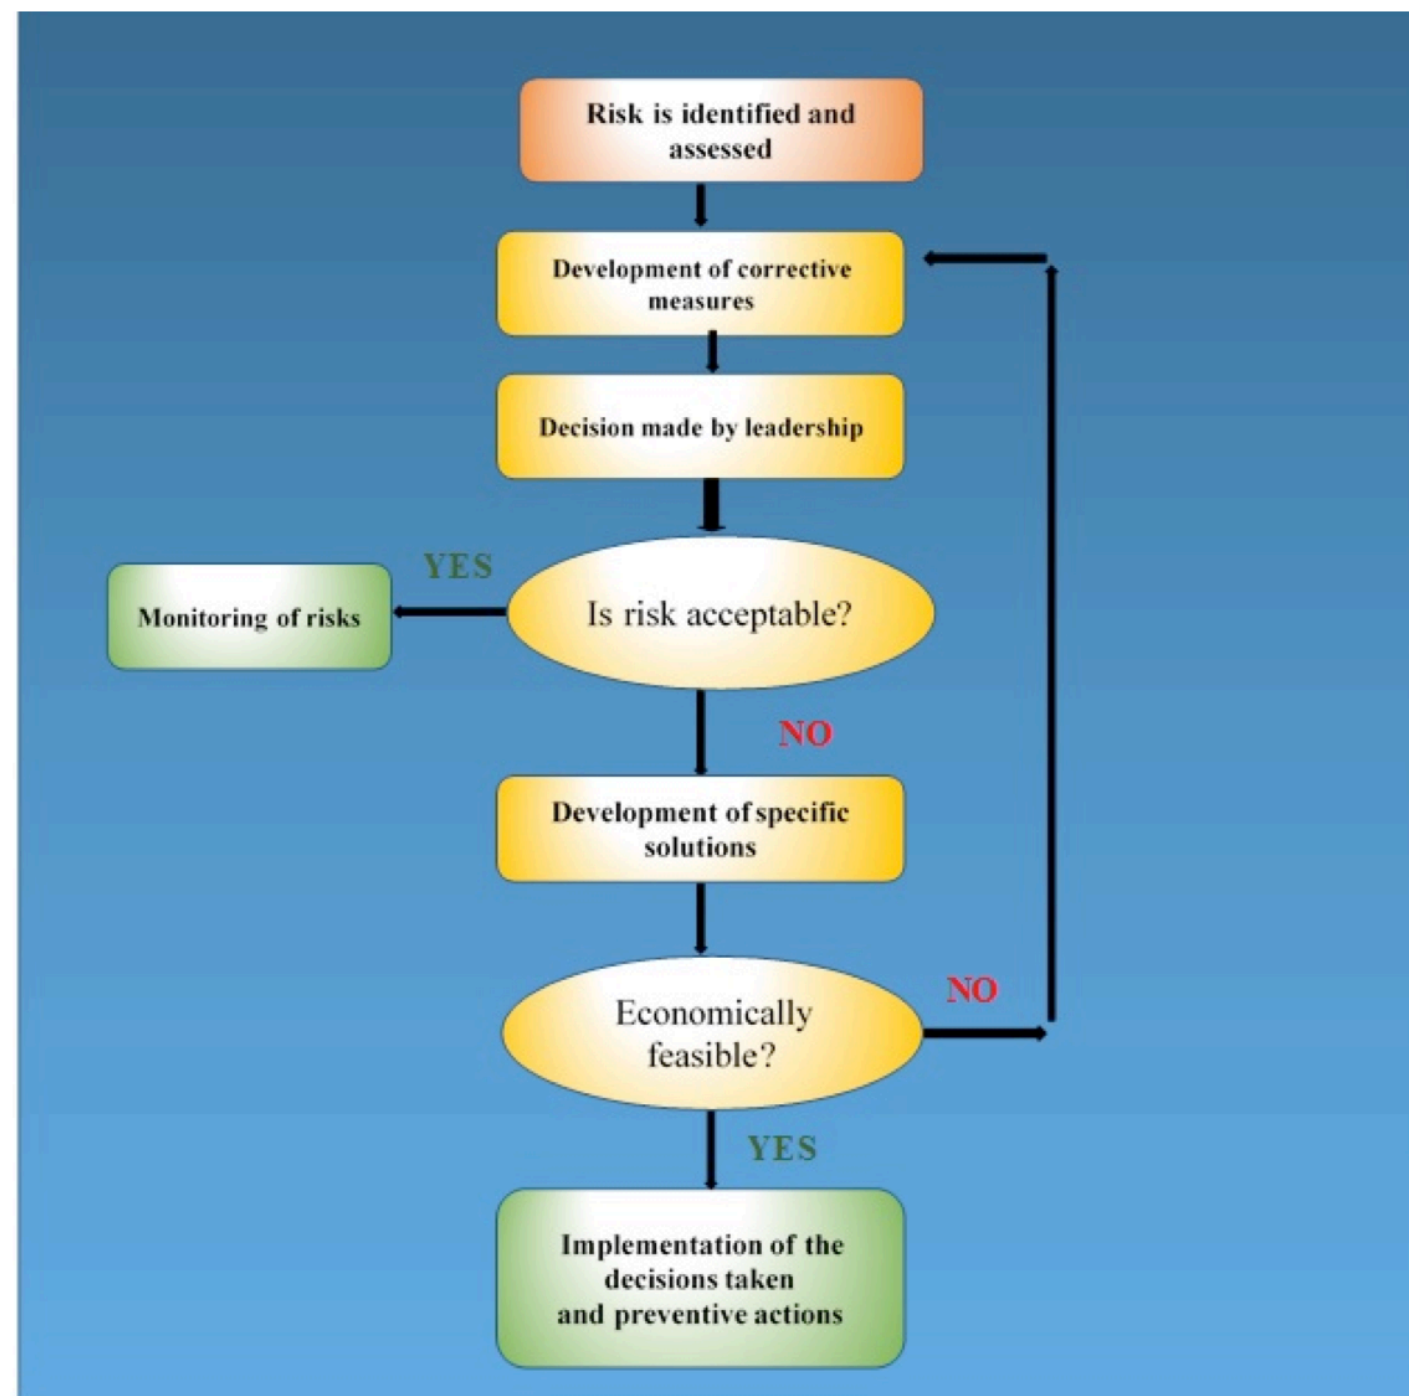 Risk is identified and
assessed
Development of corrective
measures
Decision made by leadership
YES
Monitoring of risks
Is risk acceptable?
NO
Development of specific
solutions
Economically
feasible?
NO
YES
Implementation of the
decisions taken
and preventive actions